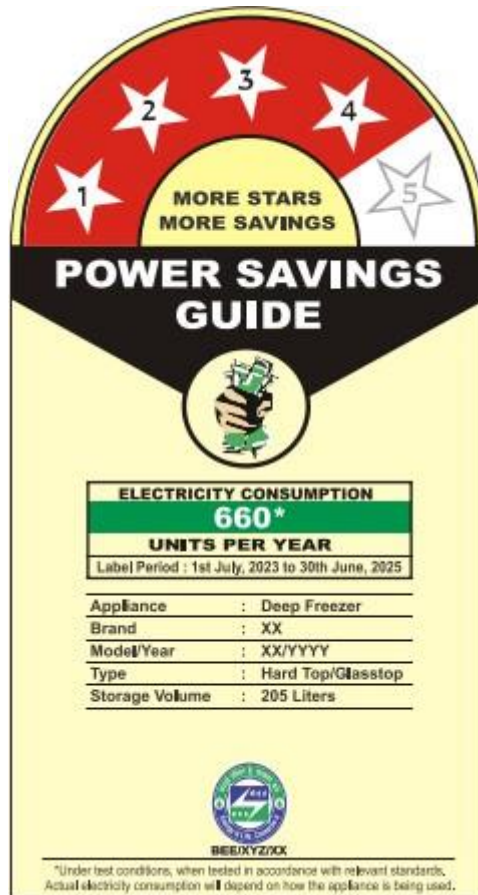 1
2
3
4
5
MORE STARS
MORE SAVINGS
POWER SAVINGS
GUIDE
ELECTRICITY CONSUMPTION
660*
UNITS PER YEAR
Label Period : 1st July, 2023 to 30th June, 2025
Appliance : Deep Freezer
Brand : XX
Model/Year : XX/YYYY
Type : Hard Top/Glasstop
Storage Volume : 205 Liters
BEE/XYZ/XX
*Under test conditions, when tested in accordance with relevant standards.
Actual electricity consumption will depend on how the appliance is being used.